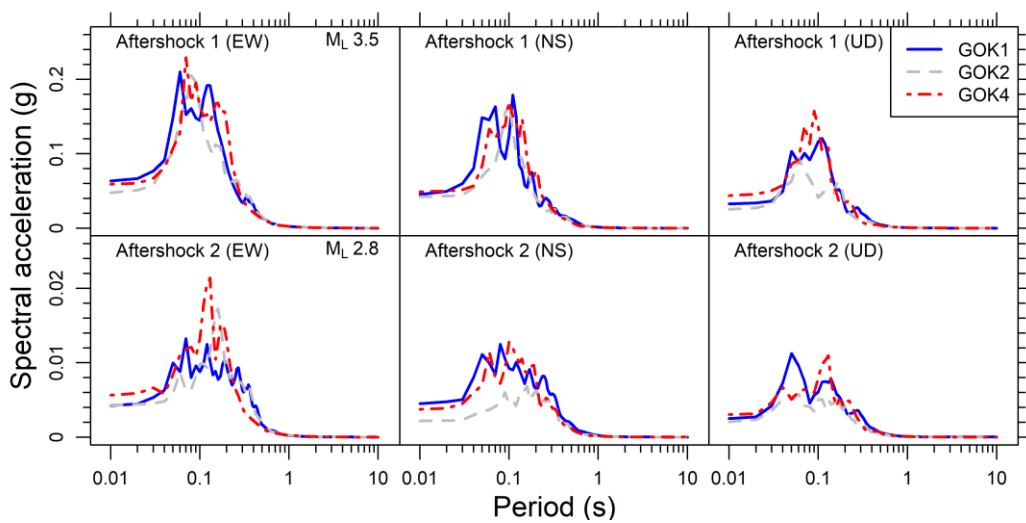 Aftershock 1 (EW) M_L 3.5
Aftershock 1 (NS)
Aftershock 1 (UD)
GOK1
GOK2
GOK4
0.2
0.1
0
Aftershock 2 (EW) M_L 2.8
Aftershock 2 (NS)
Aftershock 2 (UD)
0.02
0.01
0
Spectral acceleration (g)
0.01 0.1 1 10 0.01 0.1 1 10 0.01 0.1 1 10
Period (s)